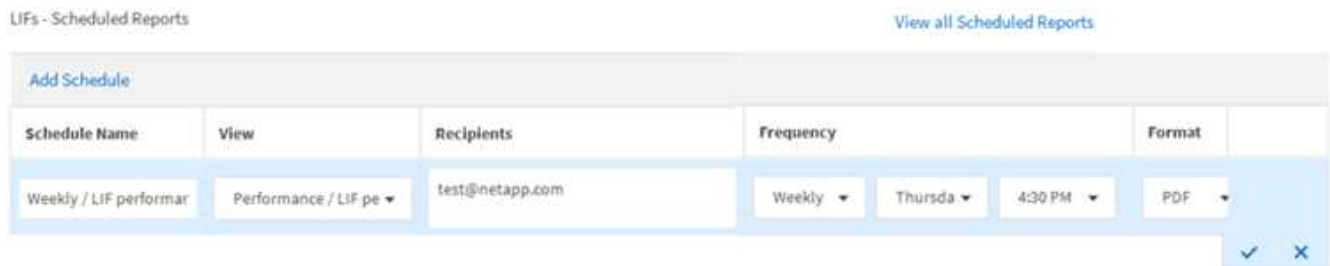 LIFs - Scheduled Reports View all Scheduled Reports
Add Schedule
Schedule Name View Recipients Frequency Format
Weekly / LIF performar Performance / LIF pe test@netapp.com Weekly Thursda 4:30 PM PDF